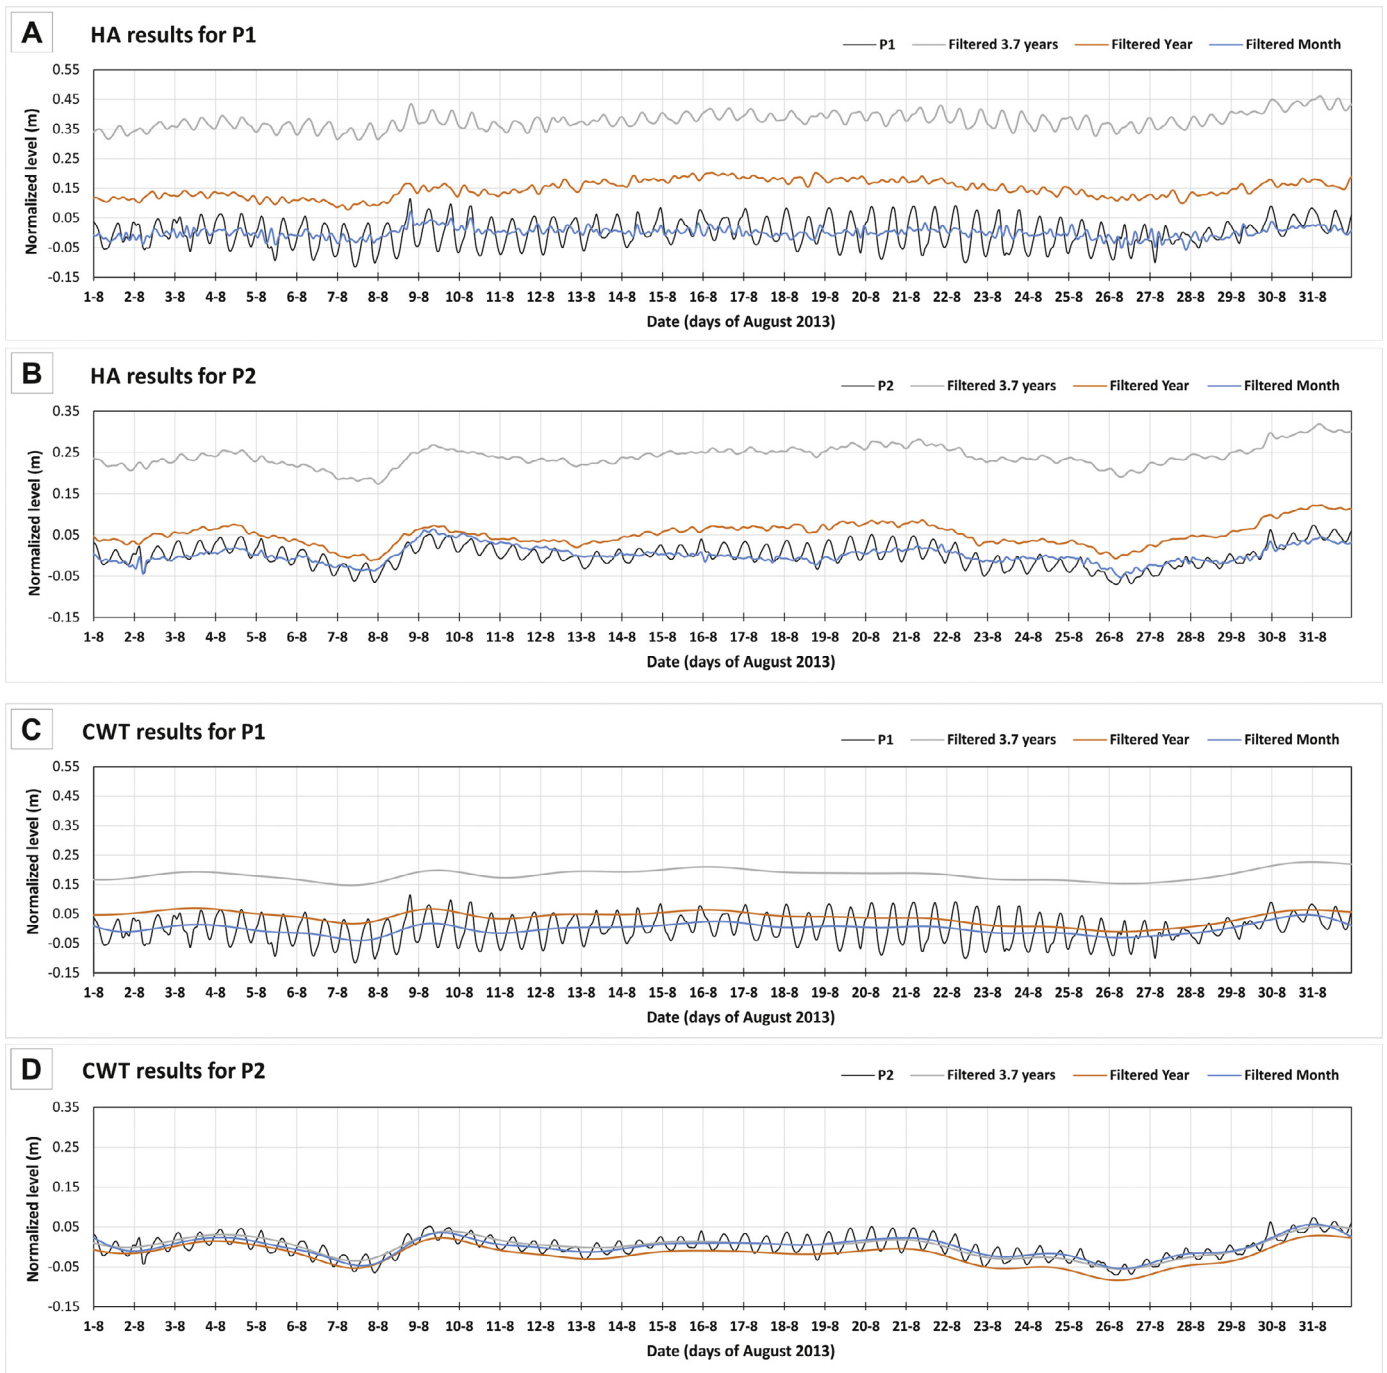 A
HA results for P1
P1 Filtered 3.7 years Filtered Year Filtered Month
Normalized level (m)
0.55
0.45
0.35
0.25
0.15
0.05
-0.05
-0.15
1-8 2-8 3-8 4-8 5-8 6-8 7-8 8-8 9-8 10-8 11-8 12-8 13-8 14-8 15-8 16-8 17-8 18-8 19-8 20-8 21-8 22-8 23-8 24-8 25-8 26-8 27-8 28-8 29-8 30-8 31-8
Date (days of August 2013)
B
HA results for P2
P2 Filtered 3.7 years Filtered Year Filtered Month
Normalized level (m)
0.35
0.25
0.15
0.05
-0.05
-0.15
1-8 2-8 3-8 4-8 5-8 6-8 7-8 8-8 9-8 10-8 11-8 12-8 13-8 14-8 15-8 16-8 17-8 18-8 19-8 20-8 21-8 22-8 23-8 24-8 25-8 26-8 27-8 28-8 29-8 30-8 31-8
Date (days of August 2013)
C
CWT results for P1
P1 Filtered 3.7 years Filtered Year Filtered Month
Normalized level (m)
0.55
0.45
0.35
0.25
0.15
0.05
-0.05
-0.15
1-8 2-8 3-8 4-8 5-8 6-8 7-8 8-8 9-8 10-8 11-8 12-8 13-8 14-8 15-8 16-8 17-8 18-8 19-8 20-8 21-8 22-8 23-8 24-8 25-8 26-8 27-8 28-8 29-8 30-8 31-8
Date (days of August 2013)
D
CWT results for P2
P2 Filtered 3.7 years Filtered Year Filtered Month
Normalized level (m)
0.35
0.25
0.15
0.05
-0.05
-0.15
1-8 2-8 3-8 4-8 5-8 6-8 7-8 8-8 9-8 10-8 11-8 12-8 13-8 14-8 15-8 16-8 17-8 18-8 19-8 20-8 21-8 22-8 23-8 24-8 25-8 26-8 27-8 28-8 29-8 30-8 31-8
Date (days of August 2013)